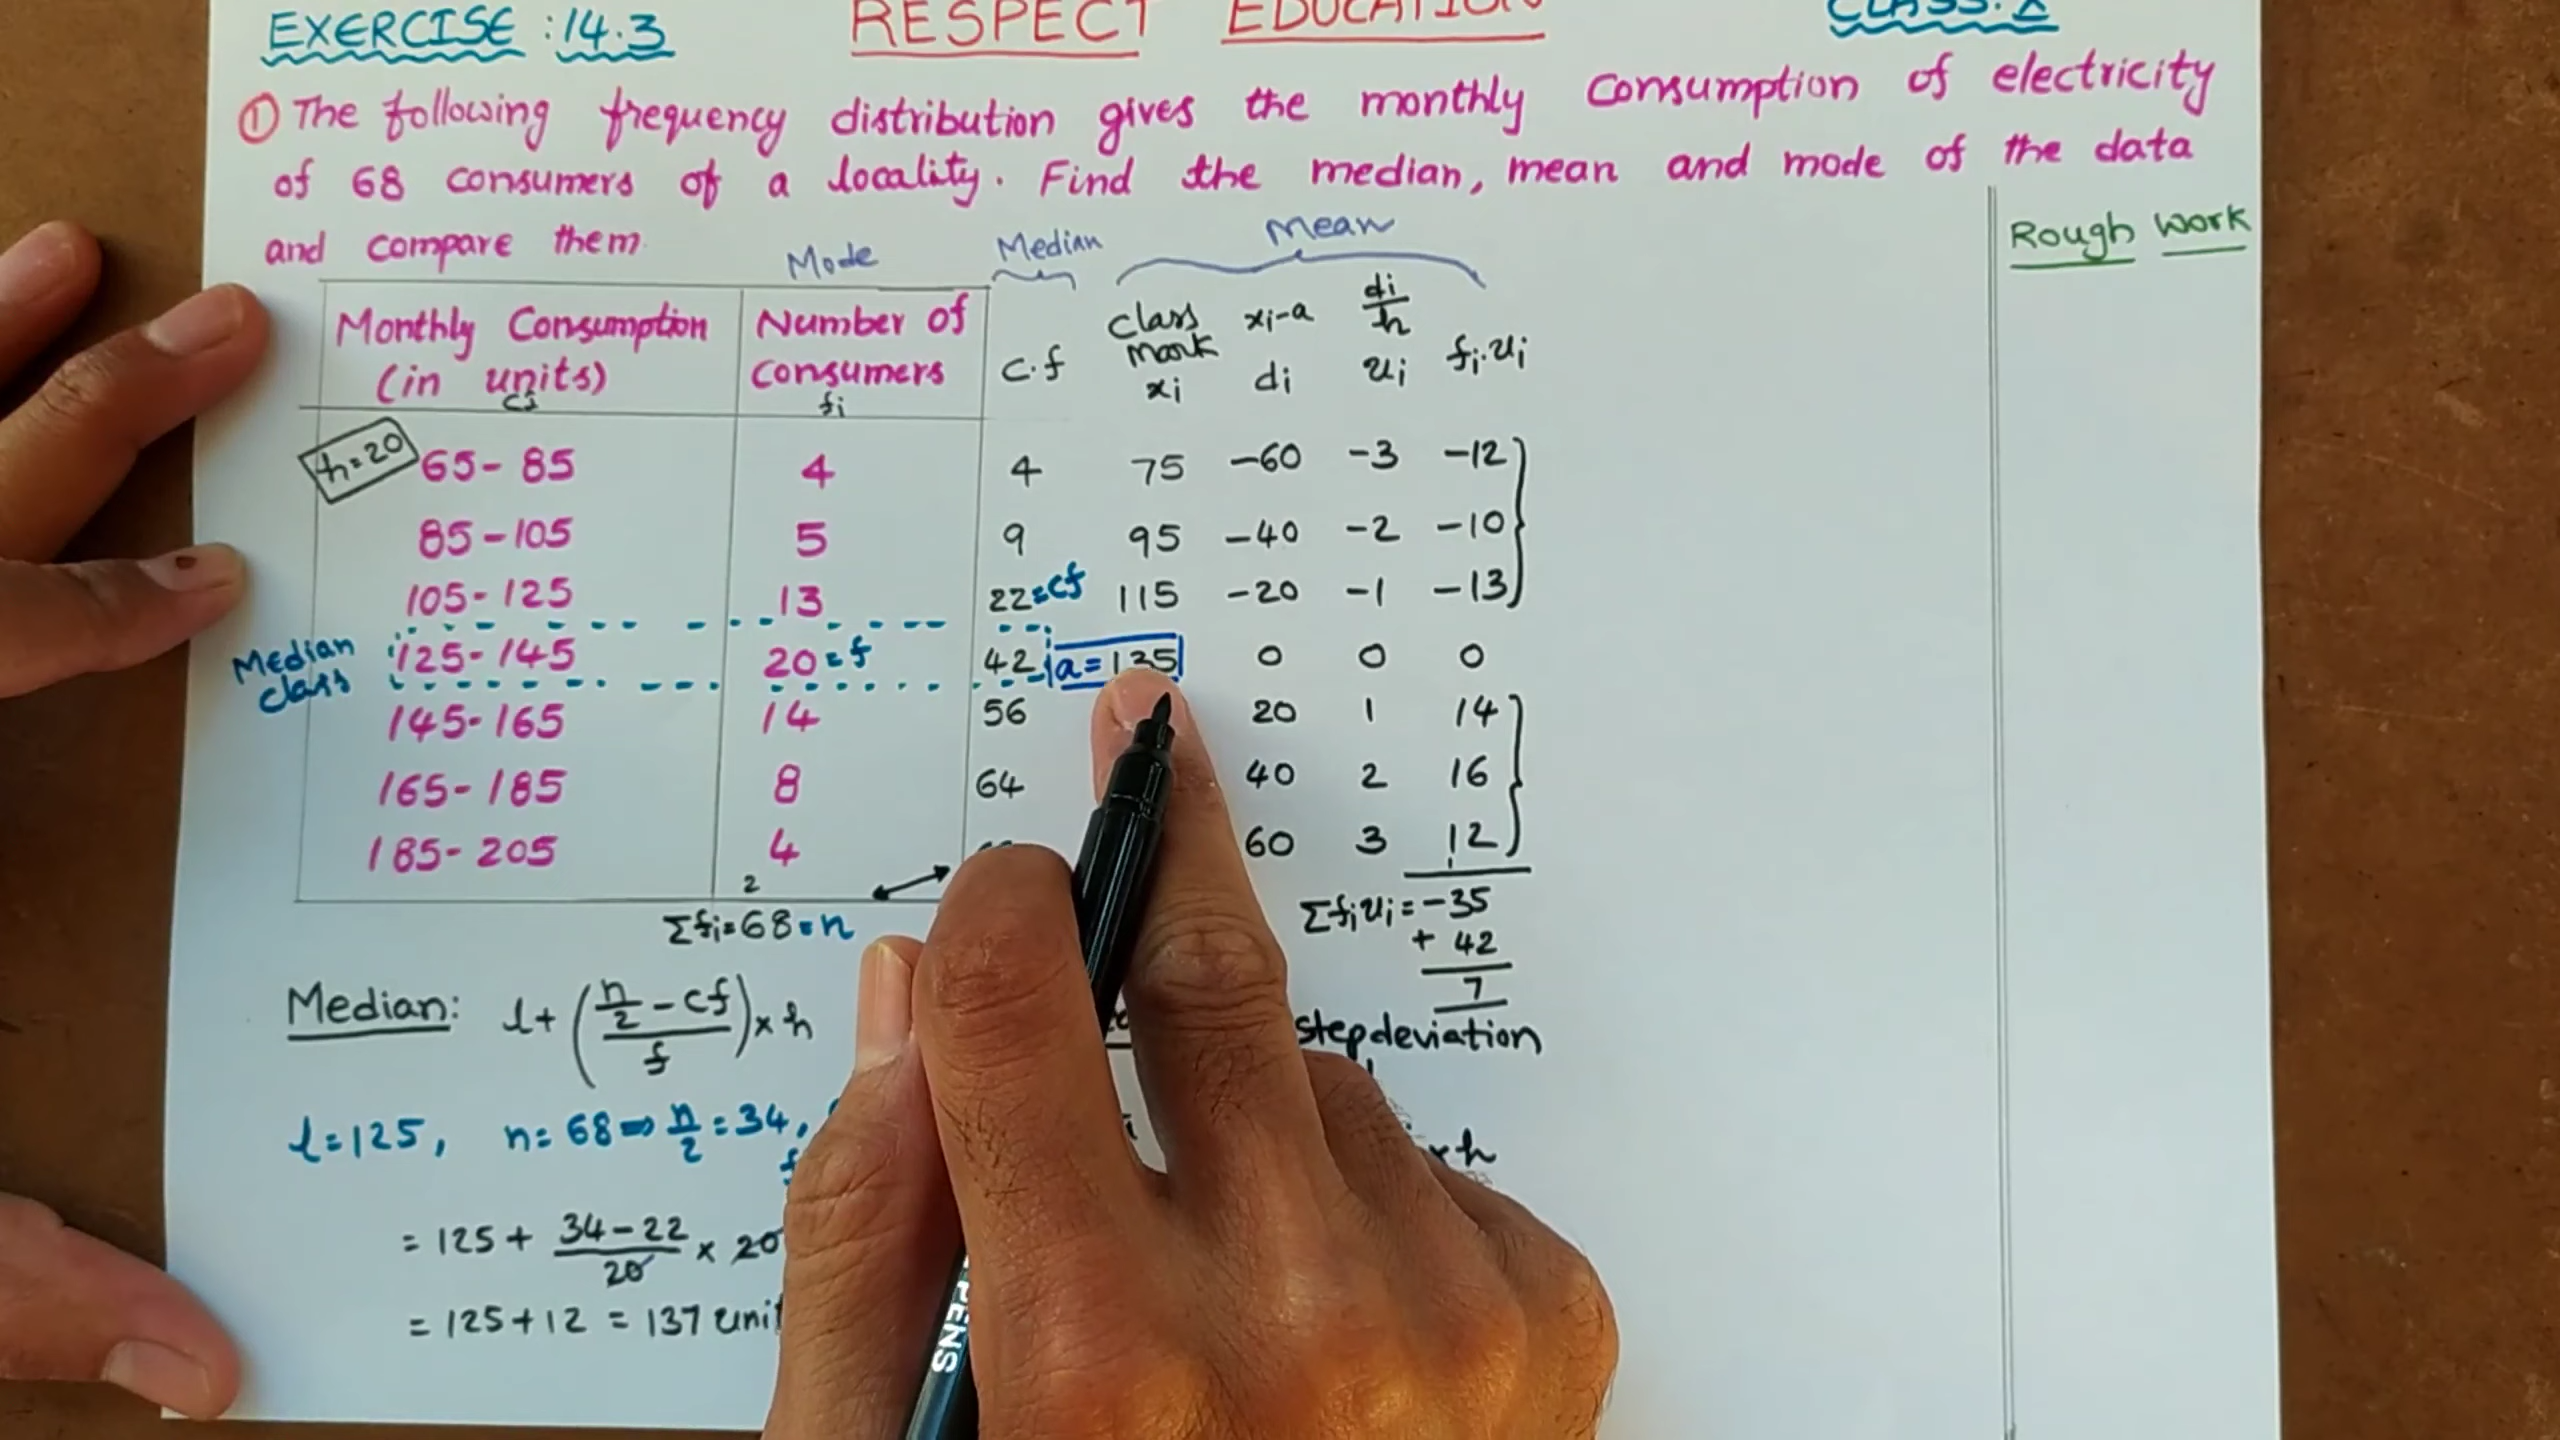 EXERCISE : 14.3 RESPECT EDUCATION CLASS: X
① The following frequency distribution gives the monthly consumption of electricity
of 68 consumers of a locality. Find the median, mean and mode of the data
and compare them.
Rough Work
Mode Median Mean
Monthly Consumption (in units) ci
Number of consumers fi
c.f
class mark xi
xi-a di
di/h ui
fi.ui
h=20 65-85 4 4 75 -60 -3 -12
85-105 5 9 95 -40 -2 -10
105-125 13 22=cf 115 -20 -1 -13
Median class 125-145 20=f 42 a=135 0 0 0
145-165 14 56 20 1 14
165-185 8 64 40 2 16
185-205 4 60 3 12
2
Σfi=68=n
Σfiui=-35
+ 42
7
Median: l+(n/2-cf/f)×h
step deviation
l=125, n=68⇒n/2=34,
×h
=125+34-22/20×20
=125+12=137